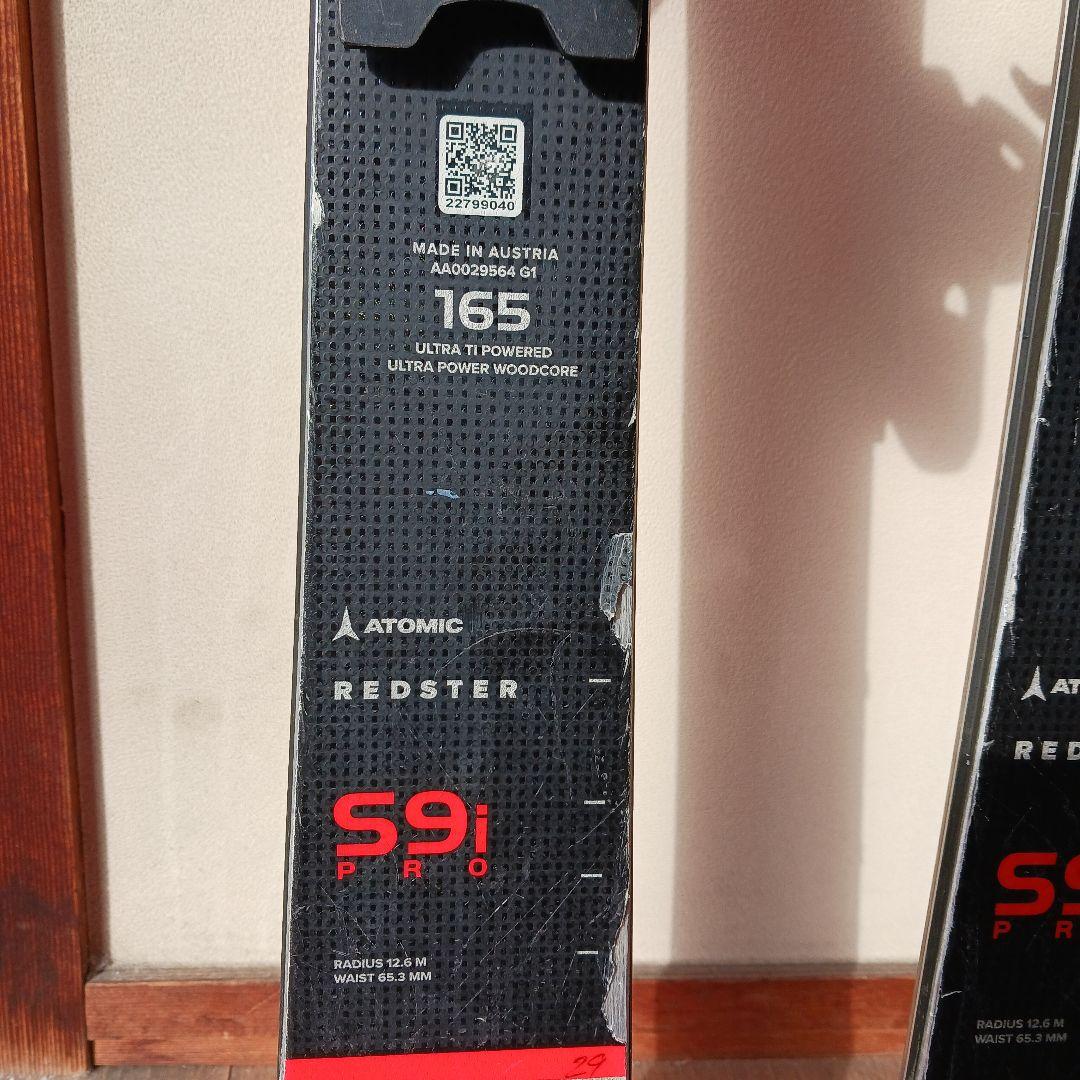 22799040
MADE IN AUSTRIA
AA0029564 G1
165
ULTRA TI POWERED
ULTRA POWER WOODCORE
ATOMIC
REDSTER
S9i
PRO
RADIUS 12.6 M
WAIST 65.3 MM
29
AT
RED
S9
PR
RADIUS 12.6 M
WAIST 65.3 MM